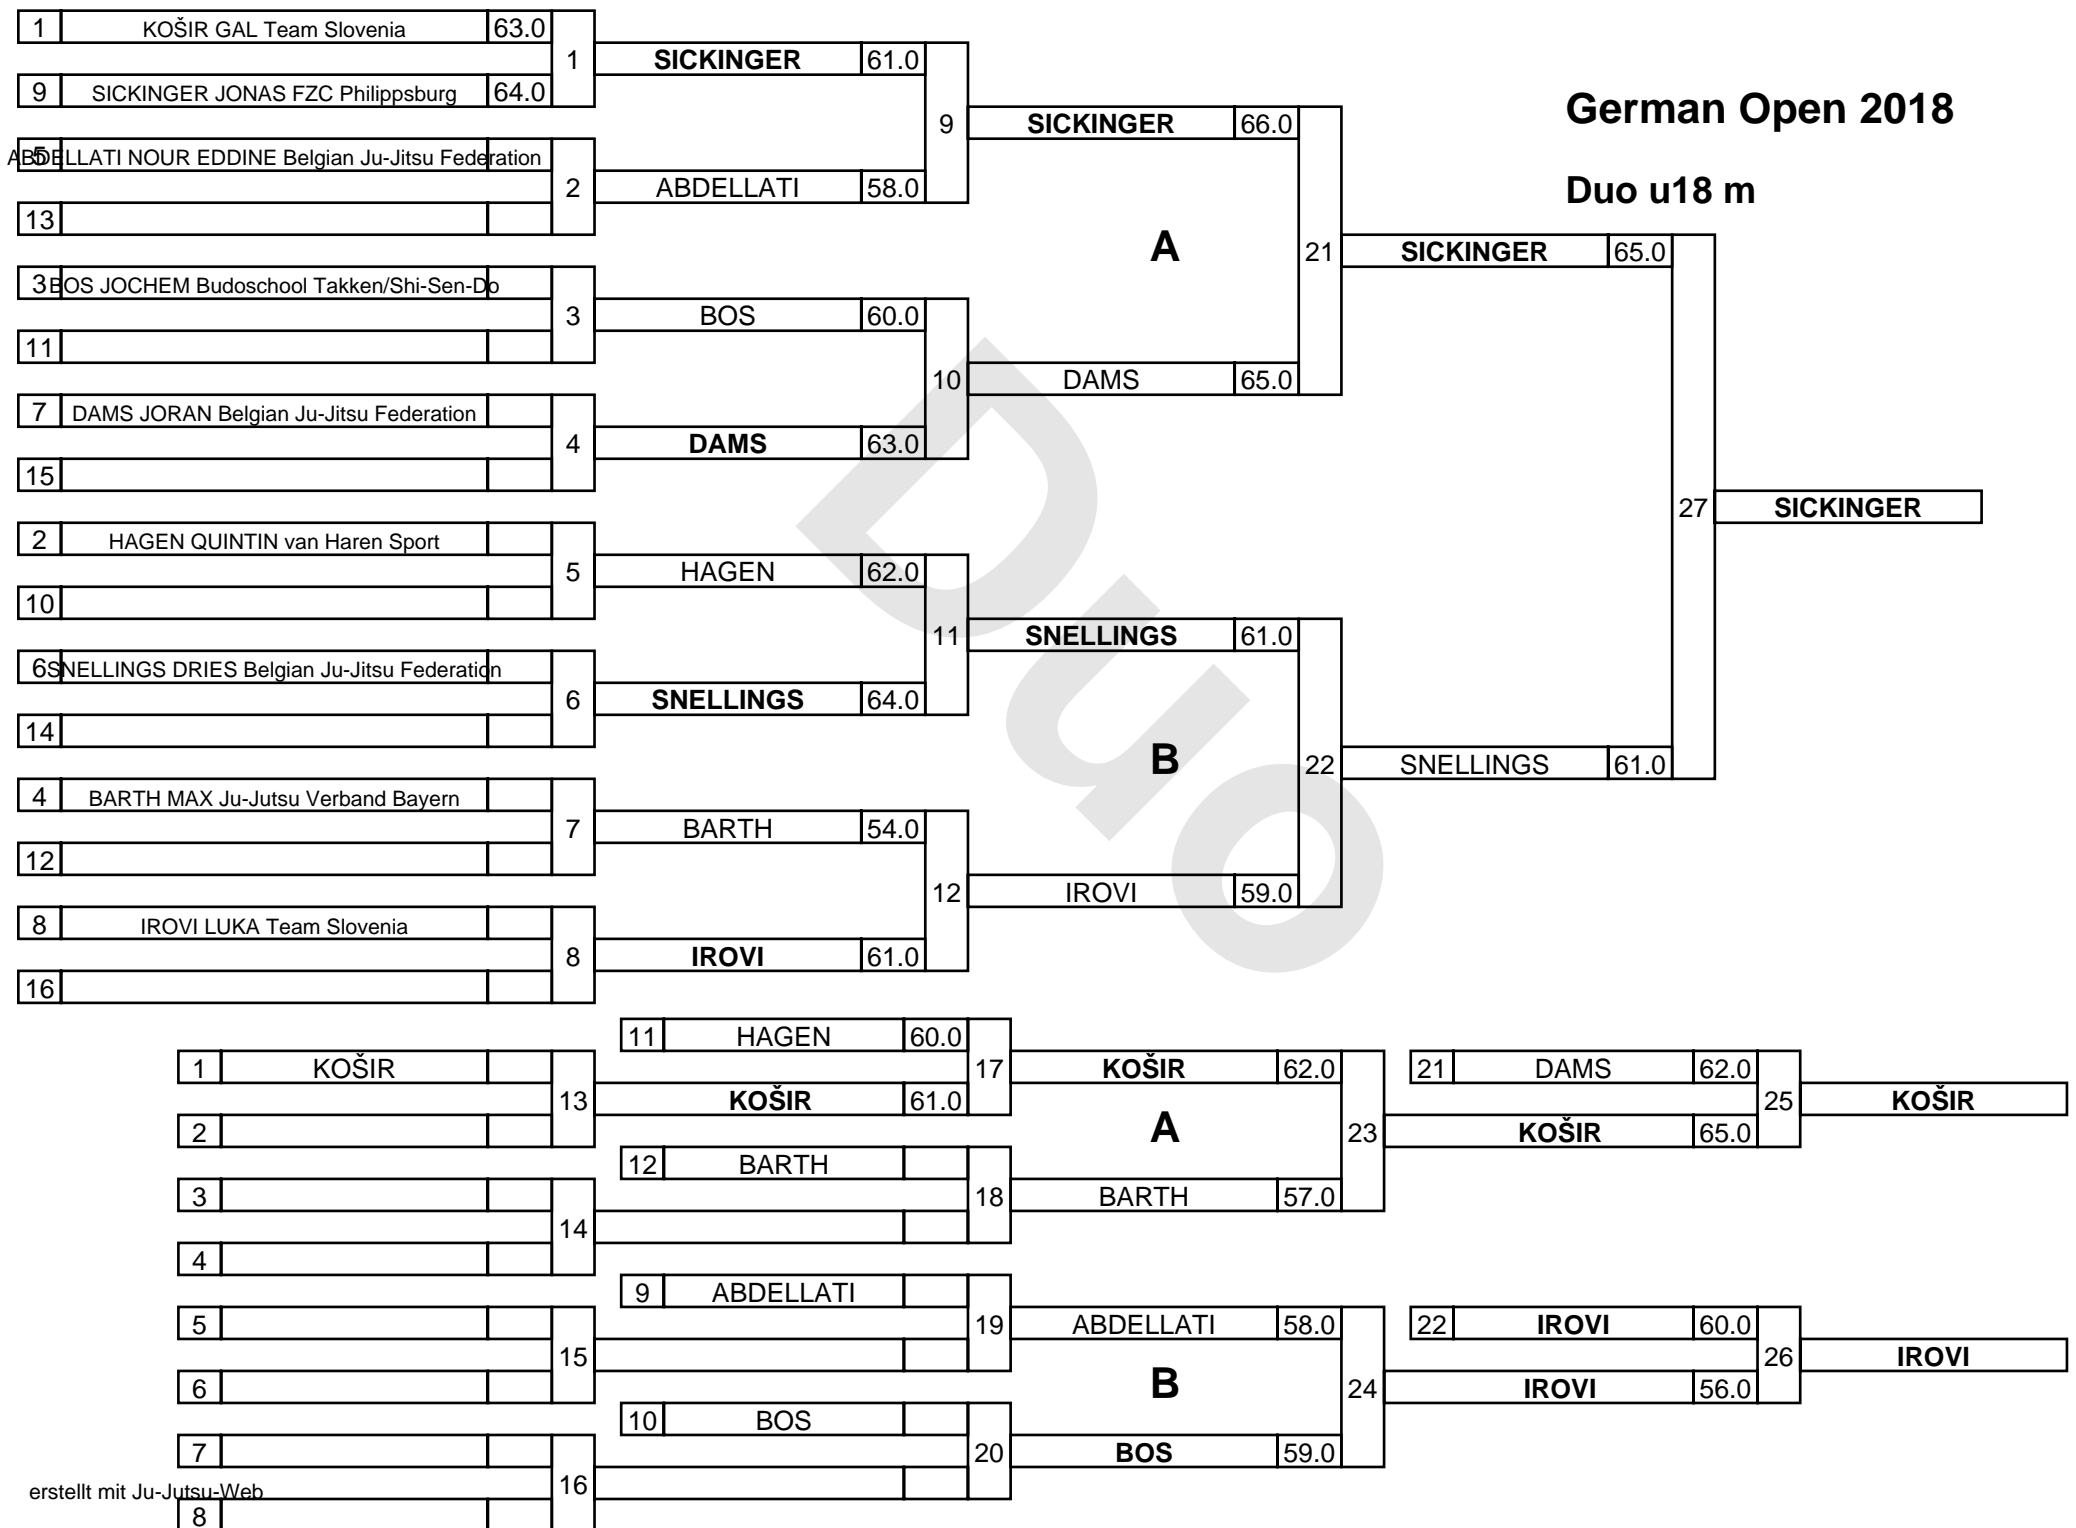 German Open 2018
Duo u18 m
1 KOŠIR GAL Team Slovenia 63.0
9 SICKINGER JONAS FZC Philippsburg 64.0
5 ABDELLATI NOUR EDDINE Belgian Ju-Jitsu Federation
13
3 BOS JOCHEM Budoschool Takken/Shi-Sen-Do
11
7 DAMS JORAN Belgian Ju-Jitsu Federation
15
2 HAGEN QUINTIN van Haren Sport
10
6 SNELLINGS DRIES Belgian Ju-Jitsu Federation
14
4 BARTH MAX Ju-Jutsu Verband Bayern
12
8 IROVI LUKA Team Slovenia
16
1 SICKINGER 61.0
2 ABDELLATI 58.0
3 BOS 60.0
4 DAMS 63.0
5 HAGEN 62.0
6 SNELLINGS 64.0
7 BARTH 54.0
8 IROVI 61.0
9 SICKINGER 66.0
A
10 DAMS 65.0
11 SNELLINGS 61.0
B
12 IROVI 59.0
21 SICKINGER 65.0
22 SNELLINGS 61.0
27 SICKINGER
Duo
1 KOŠIR
2
3
4
5
6
7
8
11 HAGEN 60.0
13 KOŠIR 61.0
12 BARTH
14
9 ABDELLATI
15
10 BOS
16
17 KOŠIR 62.0
A
18 BARTH 57.0
19 ABDELLATI 58.0
B
20 BOS 59.0
21 DAMS 62.0
23 KOŠIR 65.0
25 KOŠIR
22 IROVI 60.0
24 IROVI 56.0
26 IROVI
erstellt mit Ju-Jutsu-Web